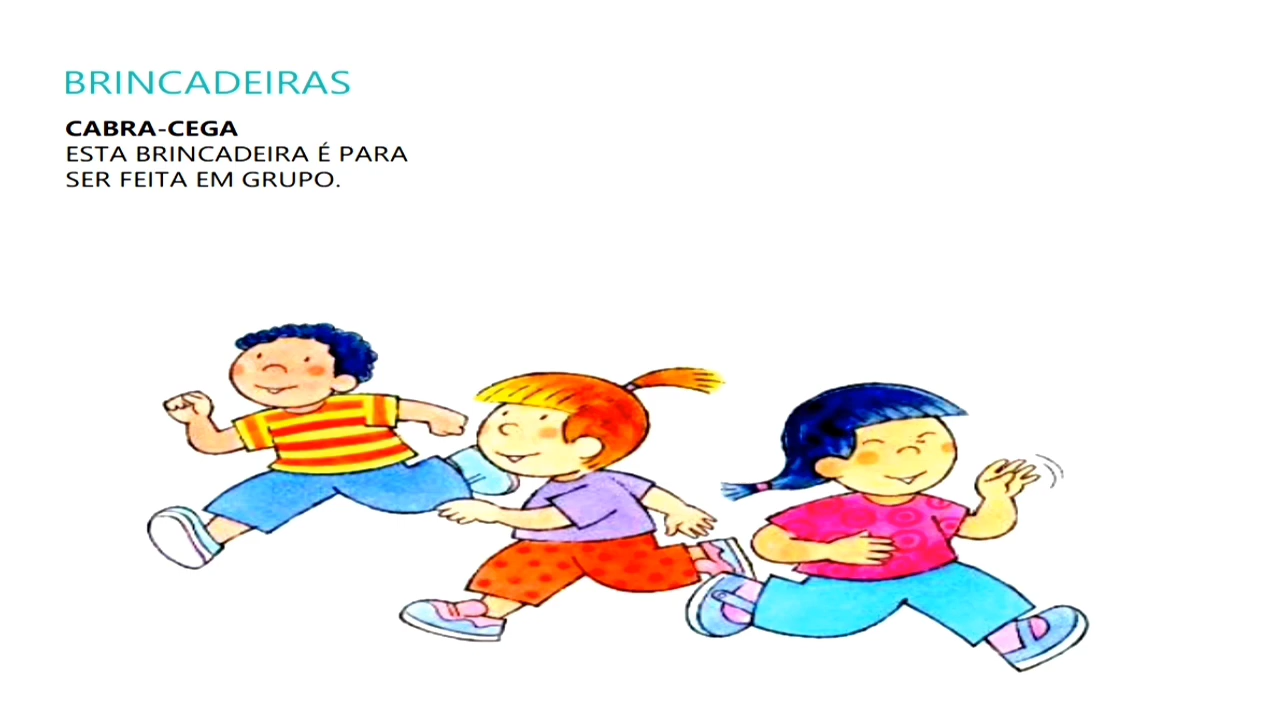 BRINCADEIRAS
CABRA-CEGA
ESTA BRINCADEIRA É PARA
SER FEITA EM GRUPO.